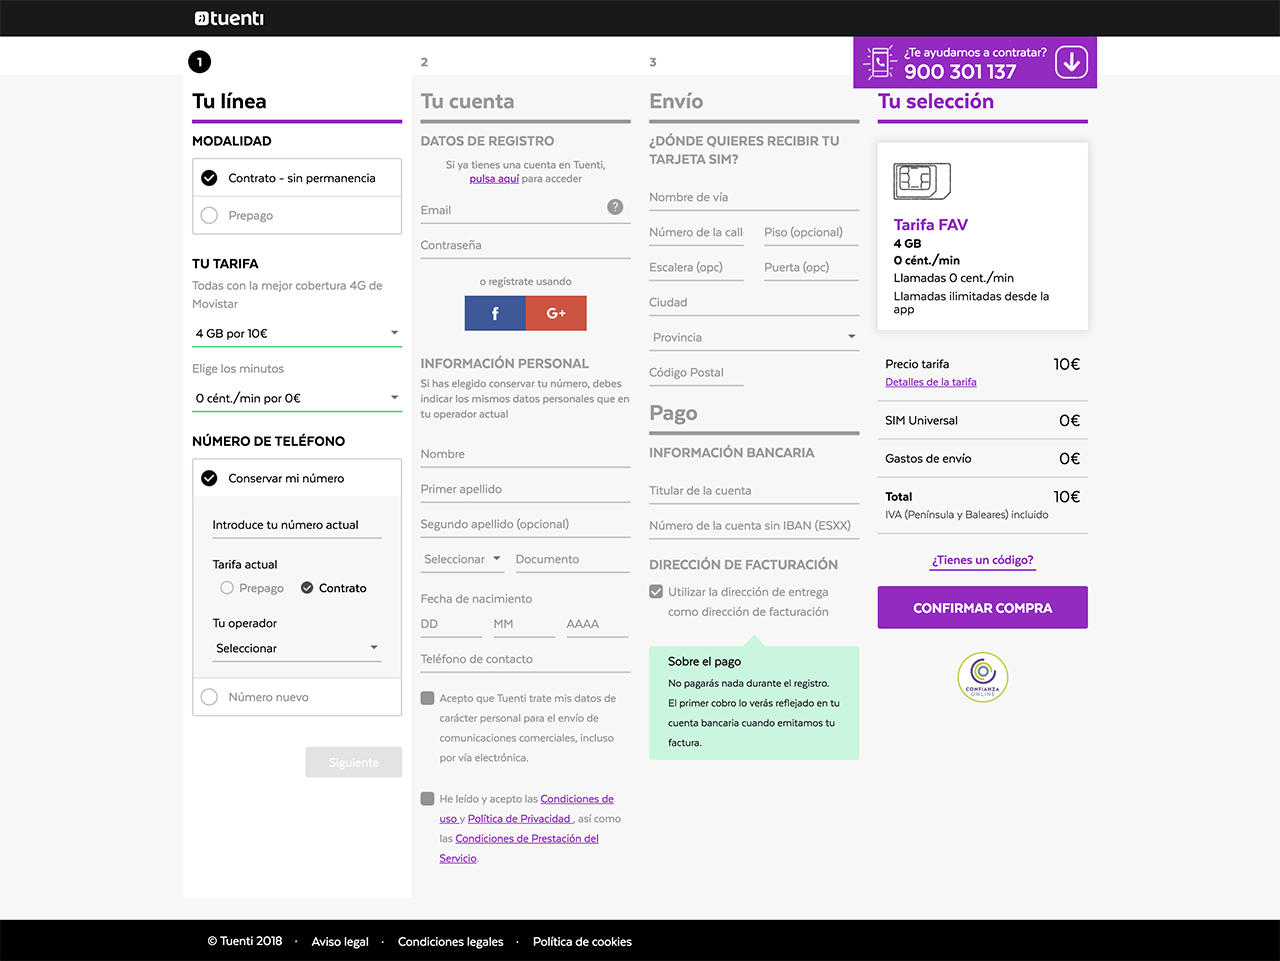 tuenti
¿Te ayudamos a contratar?
900 301 137
1
Tu línea
MODALIDAD
Contrato - sin permanencia
Prepago
TU TARIFA
Todas con la mejor cobertura 4G de
Movistar
4 GB por 10€
Elige los minutos
0 cént./min por 0€
NÚMERO DE TELÉFONO
Conservar mi número
Introduce tu número actual
Tarifa actual
Prepago Contrato
Tu operador
Seleccionar
Número nuevo
Siguiente
2
Tu cuenta
DATOS DE REGISTRO
Si ya tienes una cuenta en Tuenti,
pulsa aquí para acceder
Email ?
Contraseña
o regístrate usando
f G+
INFORMACIÓN PERSONAL
Si has elegido conservar tu número, debes
indicar los mismos datos personales que en
tu operador actual
Nombre
Primer apellido
Segundo apellido (opcional)
Seleccionar Documento
Fecha de nacimiento
DD MM AAAA
Teléfono de contacto
Acepto que Tuenti trate mis datos de
carácter personal para el envío de
comunicaciones comerciales, incluso
por vía electrónica.
He leído y acepto las Condiciones de
uso y Política de Privacidad , así como
las Condiciones de Prestación del
Servicio.
3
Envío
¿DÓNDE QUIERES RECIBIR TU
TARJETA SIM?
Nombre de vía
Número de la call Piso (opcional)
Escalera (opc) Puerta (opc)
Ciudad
Provincia
Código Postal
Pago
INFORMACIÓN BANCARIA
Titular de la cuenta
Número de la cuenta sin IBAN (ESXX)
DIRECCIÓN DE FACTURACIÓN
Utilizar la dirección de entrega
como dirección de facturación
Sobre el pago
No pagarás nada durante el registro.
El primer cobro lo verás reflejado en tu
cuenta bancaria cuando emitamos tu
factura.
Tu selección
Tarifa FAV
4 GB
0 cént./min
Llamadas 0 cent./min
Llamadas ilimitadas desde la
app
Precio tarifa 10€
Detalles de la tarifa
SIM Universal 0€
Gastos de envío 0€
Total 10€
IVA (Península y Baleares) incluido
¿Tienes un código?
CONFIRMAR COMPRA
CONFIANZA
ONLINE
© Tuenti 2018 · Aviso legal · Condiciones legales · Política de cookies